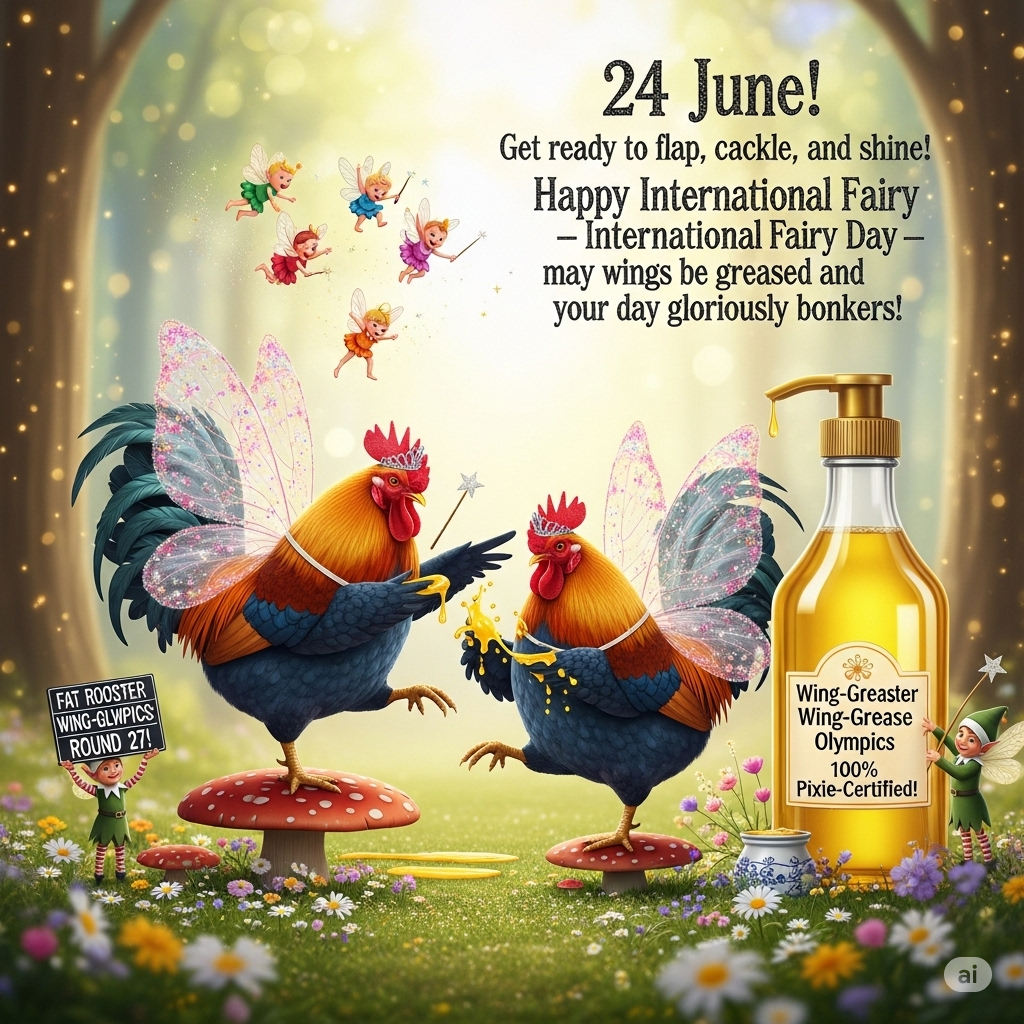 24 June!
Get ready to flap, cackle, and shine!
Happy International Fairy
– International Fairy Day –
may wings be greased and
your day gloriously bonkers!
FAT ROOSTER
WING-GLWPICS
ROUND 27!
Wing-Greaster
Wing-Grease
Olympics
100%
Pixie-Certified!
ai